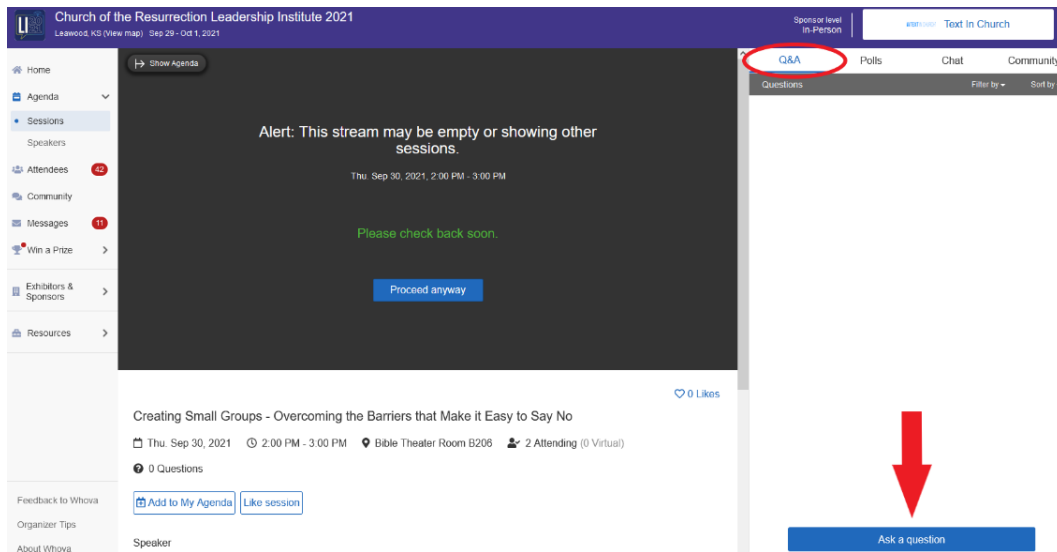 Church of the Resurrection Leadership Institute 2021
Leawood, KS (View map) Sep 29 - Oct 1, 2021
Sponsor level
In-Person
Text In Church
Home
Agenda
Sessions
Speakers
Attendees 42
Community
Messages 11
Win a Prize
Exhibitors &
Sponsors
Resources
Feedback to Whova
Organizer Tips
About Whova
Show Agenda
Alert: This stream may be empty or showing other
sessions.
Thu. Sep 30, 2021, 2:00 PM - 3:00 PM
Please check back soon.
Proceed anyway
0 Likes
Creating Small Groups - Overcoming the Barriers that Make it Easy to Say No
Thu. Sep 30, 2021 2:00 PM - 3:00 PM Bible Theater Room B206 2 Attending (0 Virtual)
0 Questions
Add to My Agenda Like session
Speaker
Q&A Polls Chat Community
Questions Filter by Sort by
Ask a question